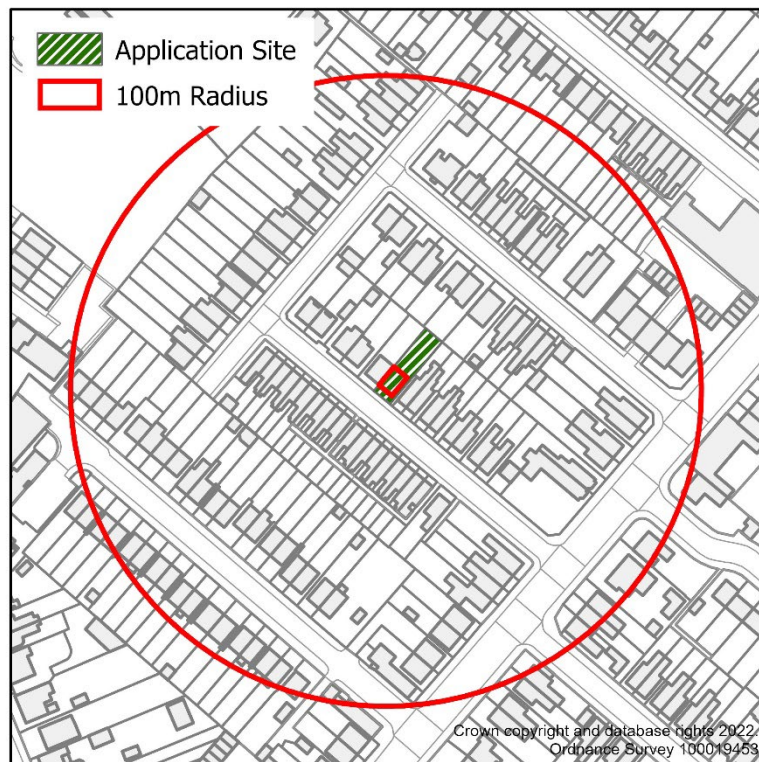 Application Site
100m Radius
Crown copyright and database rights 2022.
Ordnance Survey 100019453